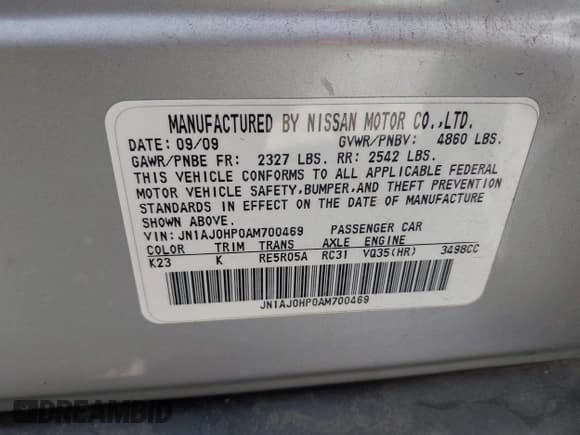 MANUFACTURED BY NISSAN MOTOR CO.,LTD.
DATE: 09/09 GVWR/PNBV: 4860 LBS.
GAWR/PNBE FR: 2327 LBS. RR: 2542 LBS.
THIS VEHICLE CONFORMS TO ALL APPLICABLE FEDERAL
MOTOR VEHICLE SAFETY,BUMPER,AND THEFT PREVENTION
STANDARDS IN EFFECT ON THE DATE OF MANUFACTURE
SHOWN ABOVE.
VIN: JN1AJ0HP0AM700469 PASSENGER CAR
COLOR TRIM TRANS AXLE ENGINE
K23 K RE5R05A RC31 VQ35(HR) 3498CC
JN1AJ0HP0AM700469
DREAMBID